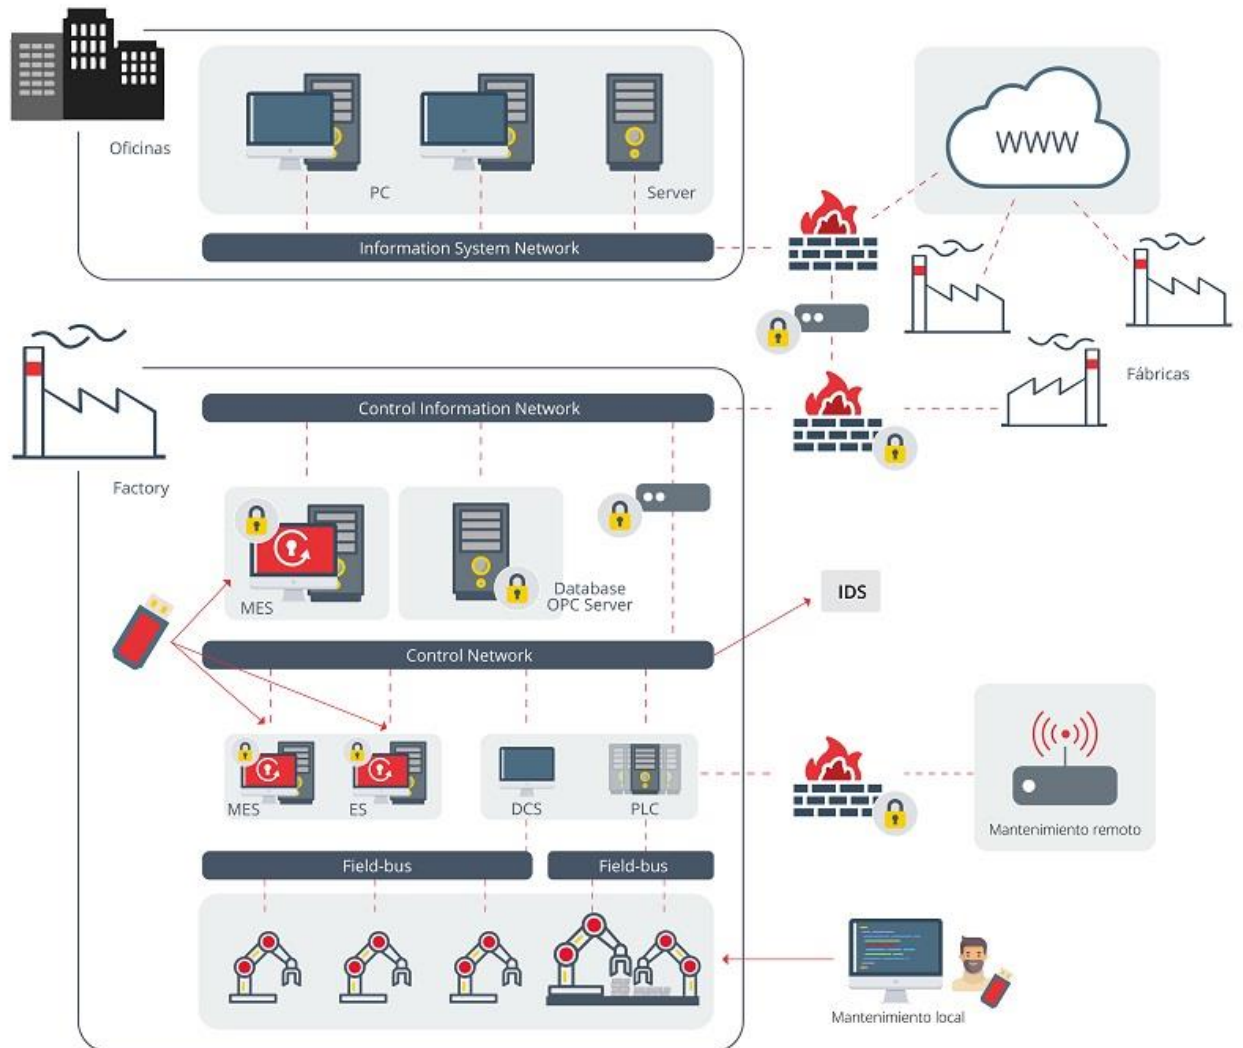 Oficinas
PC
Server
Information System Network
WWW
Fábricas
Control Information Network
Factory
MES
Database
OPC Server
IDS
Control Network
MES
ES
DCS
PLC
Mantenimiento remoto
Field-bus
Field-bus
Mantenimiento local